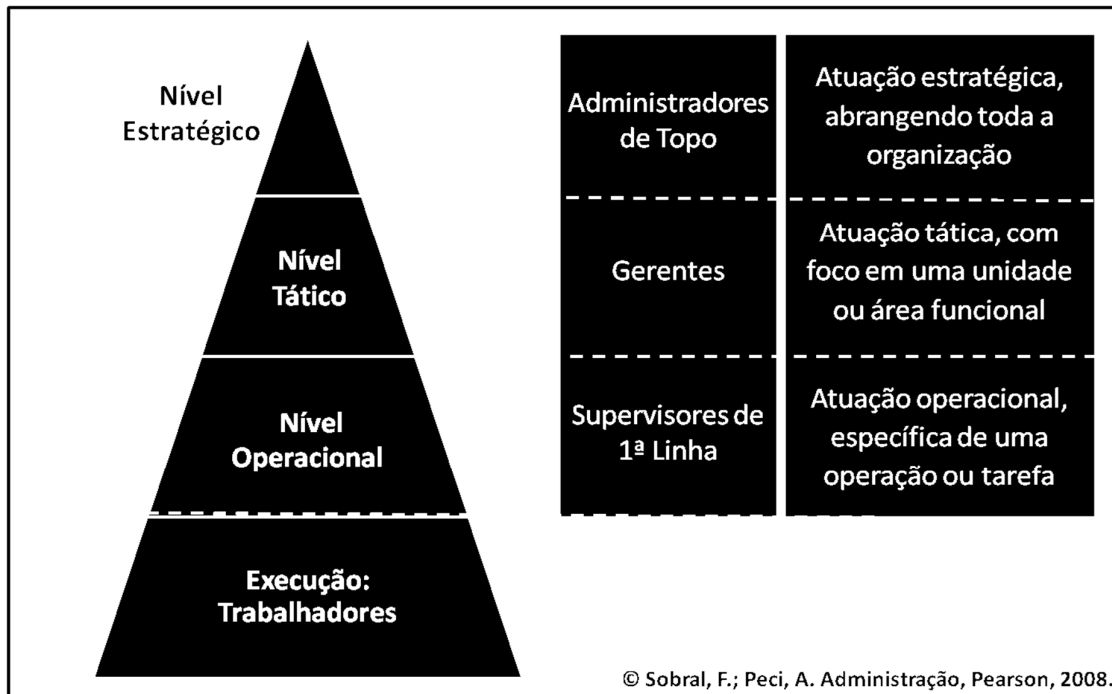 Nível
Estratégico
Nível
Tático
Nível
Operacional
Execução:
Trabalhadores
Administradores
de Topo
Atuação estratégica,
abrangendo toda a
organização
Gerentes
Atuação tática, com
foco em uma unidade
ou área funcional
Supervisores de
1ª Linha
Atuação operacional,
específica de uma
operação ou tarefa
© Sobral, F.; Peci, A. Administração, Pearson, 2008.